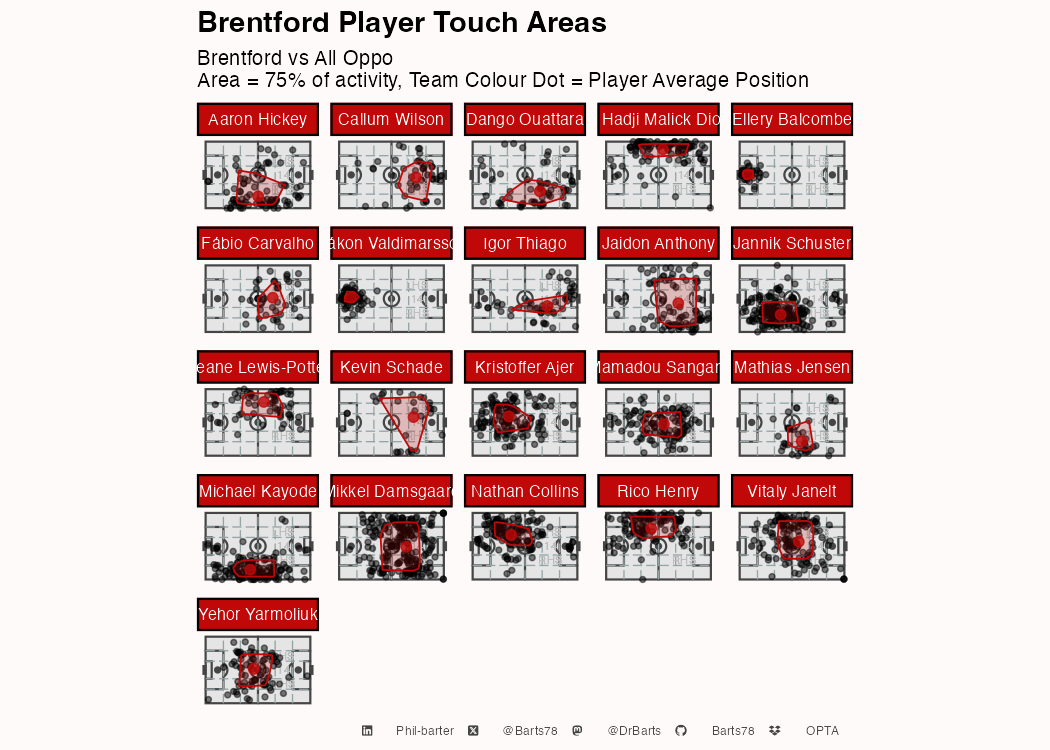 Brentford Player Touch Areas
Brentford vs All Oppo
Area = 75% of activity, Team Colour Dot = Player Average Position
Aaron Hickey
Callum Wilson
Dango Ouattara
Hadji Malick Dio
Ellery Balcombe
Fábio Carvalho
åkon Valdimarsso
Igor Thiago
Jaidon Anthony
Jannik Schuster
eane Lewis-Potte
Kevin Schade
Kristoffer Ajer
Mamadou Sangar
Mathias Jensen
Michael Kayode
Mikkel Damsgaard
Nathan Collins
Rico Henry
Vitaly Janelt
Yehor Yarmoliuk
Phil-barter @Barts78 @DrBarts Barts78 OPTA